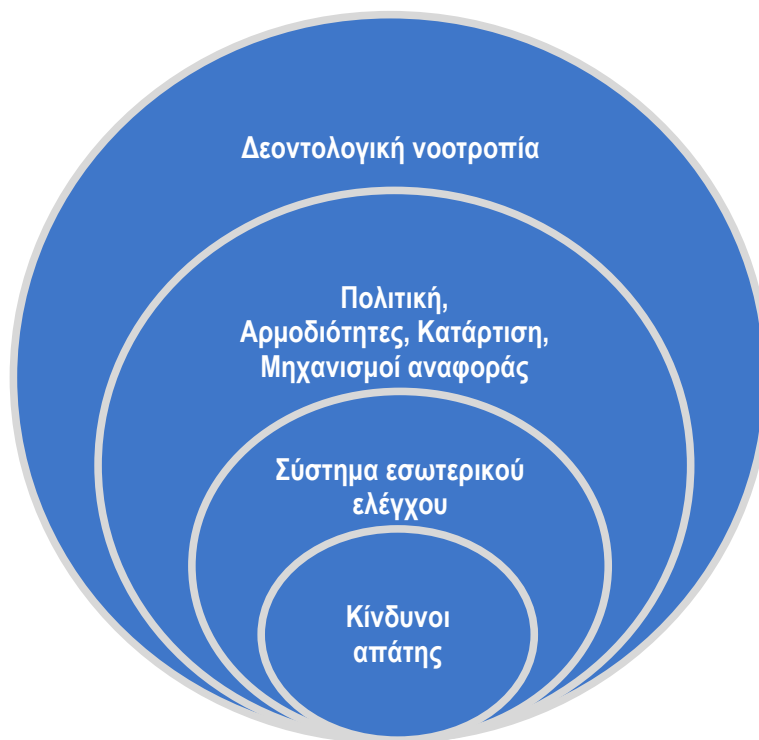 Δεοντολογική νοοτροπία
Πολιτική,
Αρμοδιότητες, Κατάρτιση,
Μηχανισμοί αναφοράς
Σύστημα εσωτερικού
ελέγχου
Κίνδυνοι
απάτης